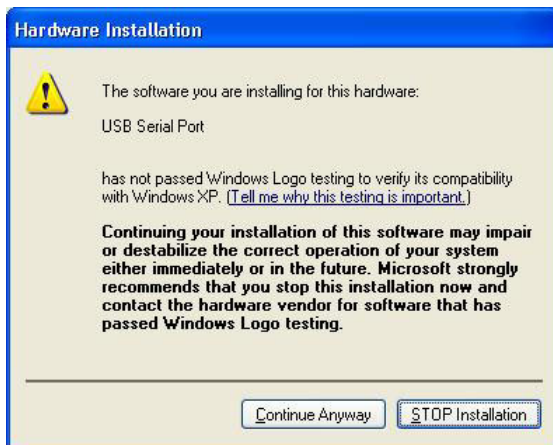 Hardware Installation
The software you are installing for this hardware:
USB Serial Port
has not passed Windows Logo testing to verify its compatibility
with Windows XP. (Tell me why this testing is important.)
Continuing your installation of this software may impair
or destabilize the correct operation of your system
either immediately or in the future. Microsoft strongly
recommends that you stop this installation now and
contact the hardware vendor for software that has
passed Windows Logo testing.
Continue Anyway
STOP Installation